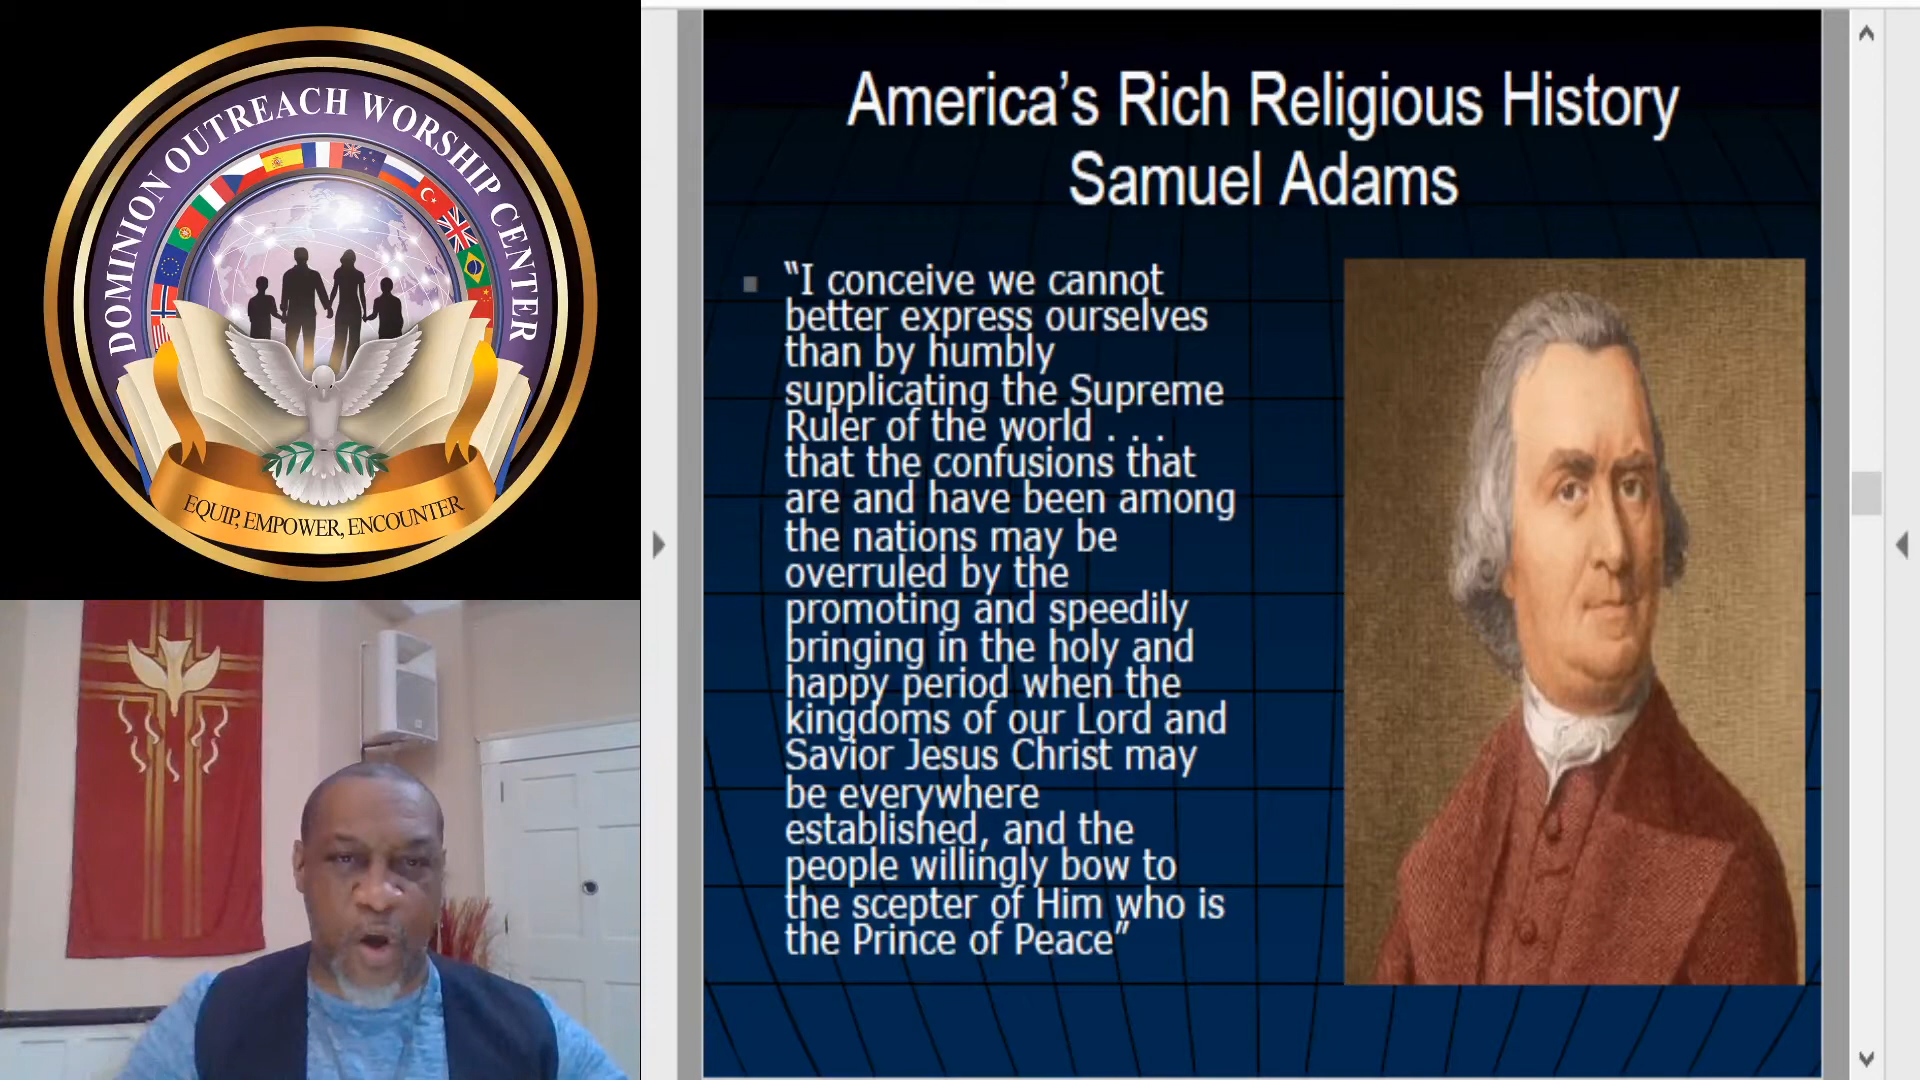 DOMINION OUTREACH WORSHIP CENTER
EQUIP, EMPOWER, ENCOUNTER
America’s Rich Religious History
Samuel Adams
“I conceive we cannot
better express ourselves
than by humbly
supplicating the Supreme
Ruler of the world . . .
that the confusions that
are and have been among
the nations may be
overruled by the
promoting and speedily
bringing in the holy and
happy period when the
kingdoms of our Lord and
Savior Jesus Christ may
be everywhere
established, and the
people willingly bow to
the scepter of Him who is
the Prince of Peace”